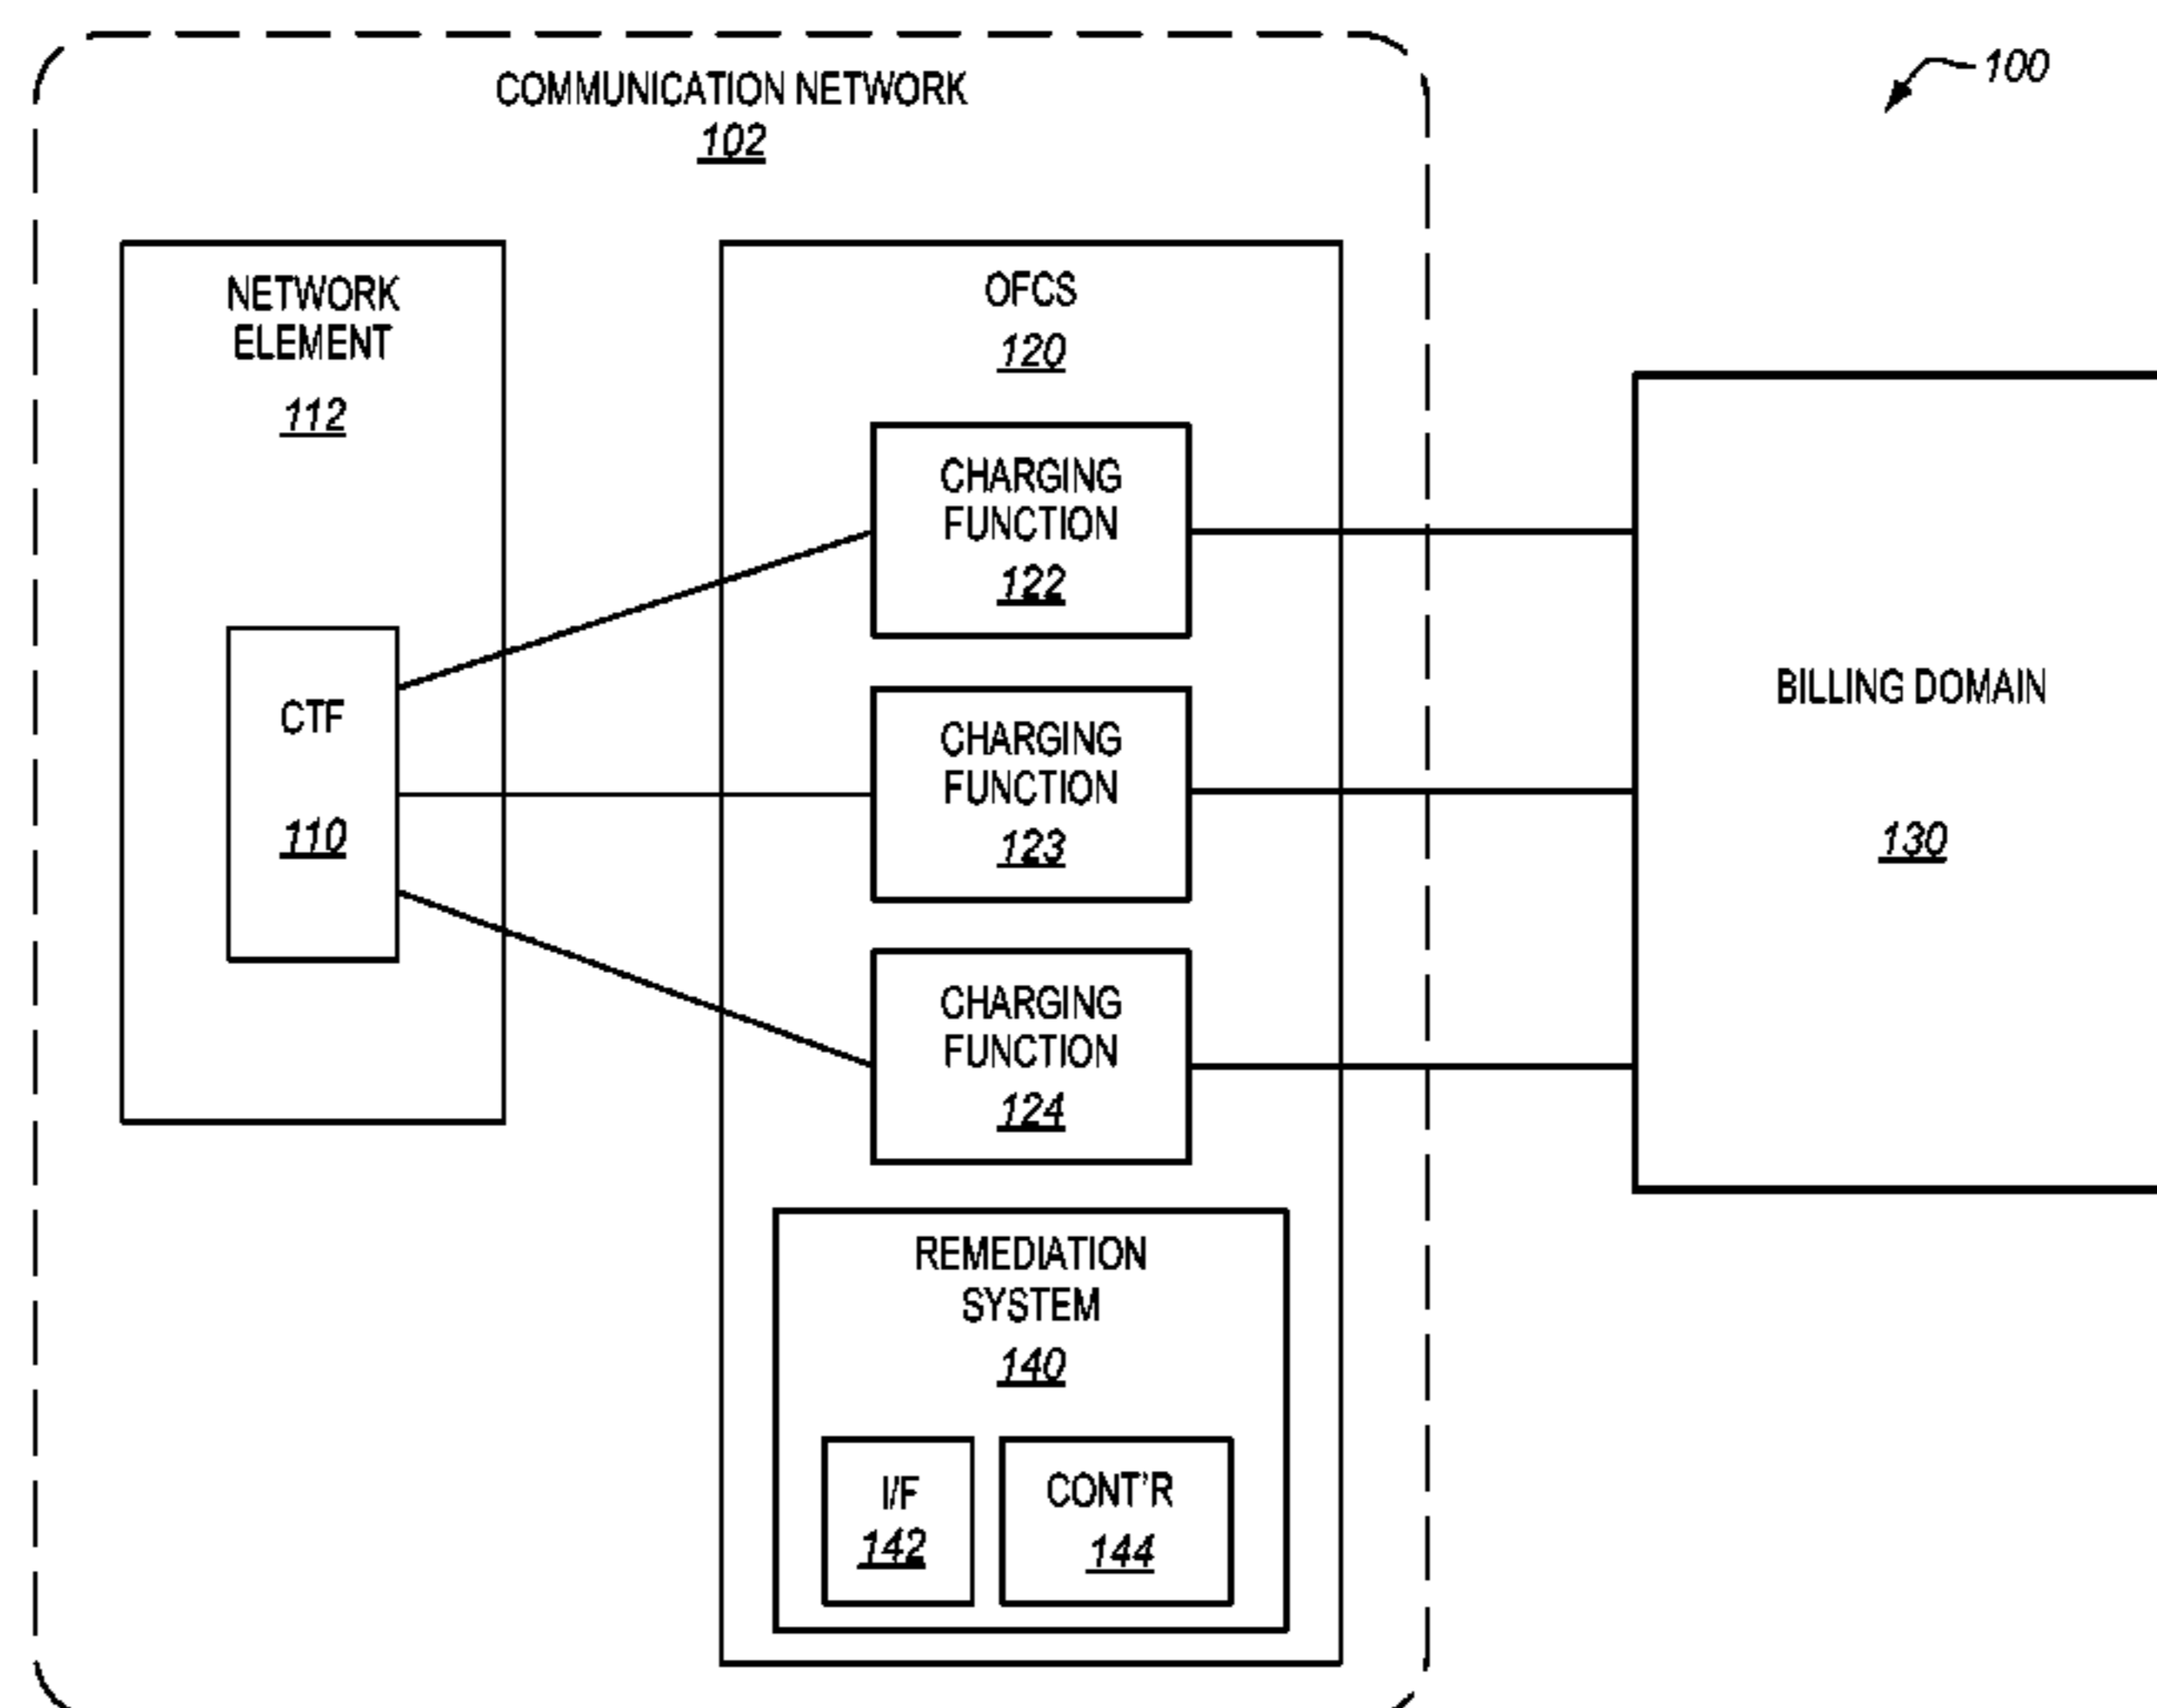 COMMUNICATION NETWORK
102
100
NETWORK
ELEMENT
112
CTF
110
OFCS
120
CHARGING
FUNCTION
122
CHARGING
FUNCTION
123
CHARGING
FUNCTION
124
REMEDIATION
SYSTEM
140
I/F
142
CONT'R
144
BILLING DOMAIN
130